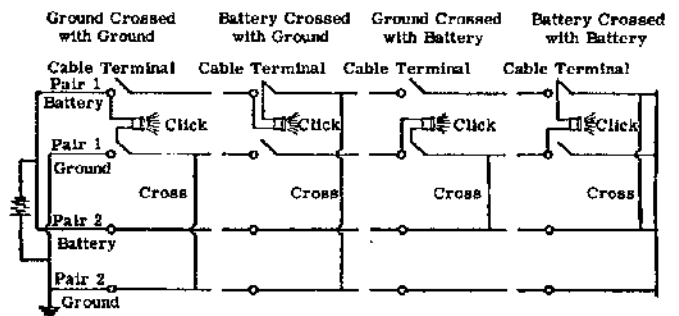 Ground Crossed with Ground
Battery Crossed with Ground
Ground Crossed with Battery
Battery Crossed with Battery
Cable Terminal
Cable Terminal
Cable Terminal
Cable Terminal
Pair 1
Battery
Click
Click
Click
Click
Pair 1
Ground
Cross
Cross
Cross
Cross
Pair 2
Battery
Pair 2
Ground